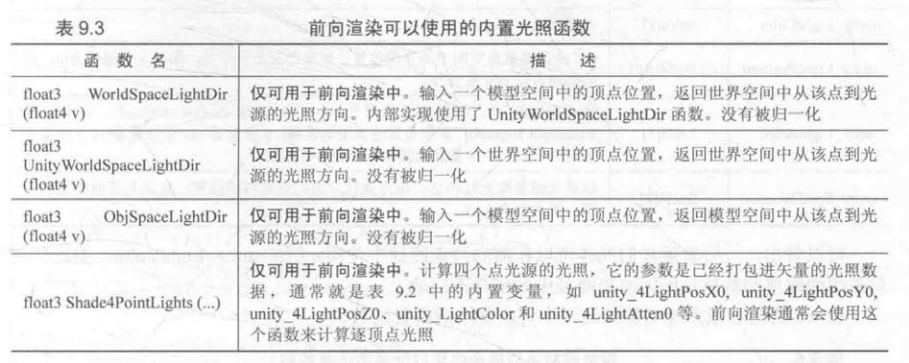 表 9.3 前向渲染可以使用的内置光照函数
函 数 名 描 述
float3 WorldSpaceLightDir
(float4 v)
仅可用于前向渲染中。输入一个模型空间中的顶点位置，返回世界空间中从该点到光
源的光照方向。内部实现使用了 UnityWorldSpaceLightDir 函数。没有被归一化
float3
UnityWorldSpaceLightDir
(float4 v)
仅可用于前向渲染中。输入一个世界空间中的顶点位置，返回世界空间中从该点到光
源的光照方向。没有被归一化
float3 ObjSpaceLightDir
(float4 v)
仅可用于前向渲染中。输入一个模型空间中的顶点位置，返回模型空间中从该点到光
源的光照方向。没有被归一化
float3 Shade4PointLights (...)
仅可用于前向渲染中。计算四个点光源的光照，它的参数是已经打包进矢量的光照数
据，通常就是表 9.2 中的内置变量，如 unity_4LightPosX0, unity_4LightPosY0,
unity_4LightPosZ0、unity_LightColor 和 unity_4LightAtten0 等。前向渲染通常会使用这
个函数来计算逐顶点光照